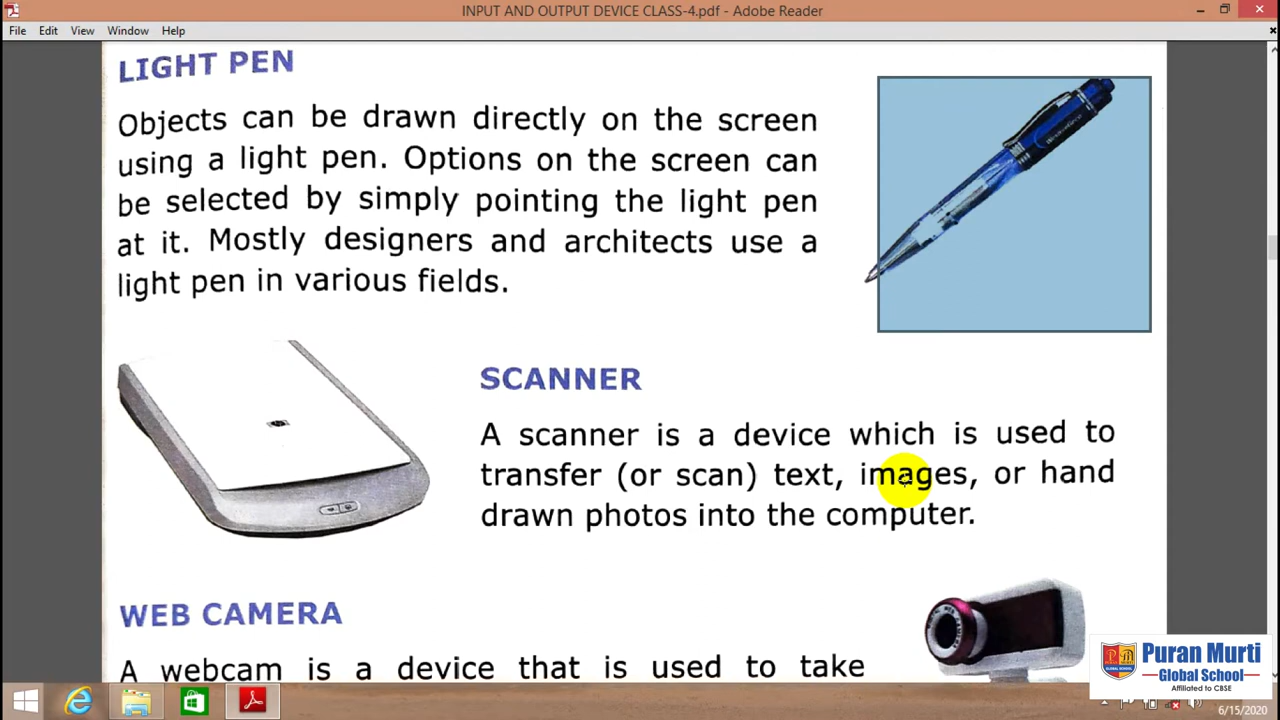 INPUT AND OUTPUT DEVICE CLASS-4.pdf - Adobe Reader
File Edit View Window Help
LIGHT PEN
Objects can be drawn directly on the screen
using a light pen. Options on the screen can
be selected by simply pointing the light pen
at it. Mostly designers and architects use a
light pen in various fields.
SCANNER
A scanner is a device which is used to
transfer (or scan) text, images, or hand
drawn photos into the computer.
WEB CAMERA
A webcam is a device that is used to take
Puran Murti
Global School
Affiliated to CBSE
6/15/2020